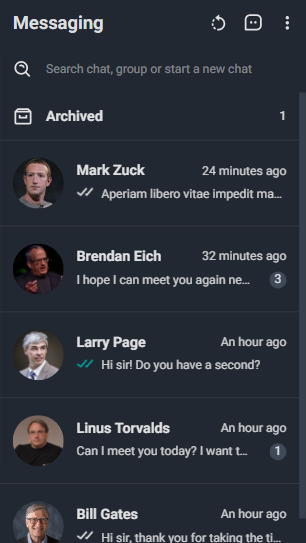 Messaging
Search chat, group or start a new chat
Archived 1
Mark Zuck 24 minutes ago
Aperiam libero vitae impedit ma...
Brendan Eich 32 minutes ago
I hope I can meet you again ne... 3
Larry Page An hour ago
Hi sir! Do you have a second?
Linus Torvalds An hour ago
Can I meet you today? I want t... 1
Bill Gates An hour ago
Hi sir, thank you for taking the ti...